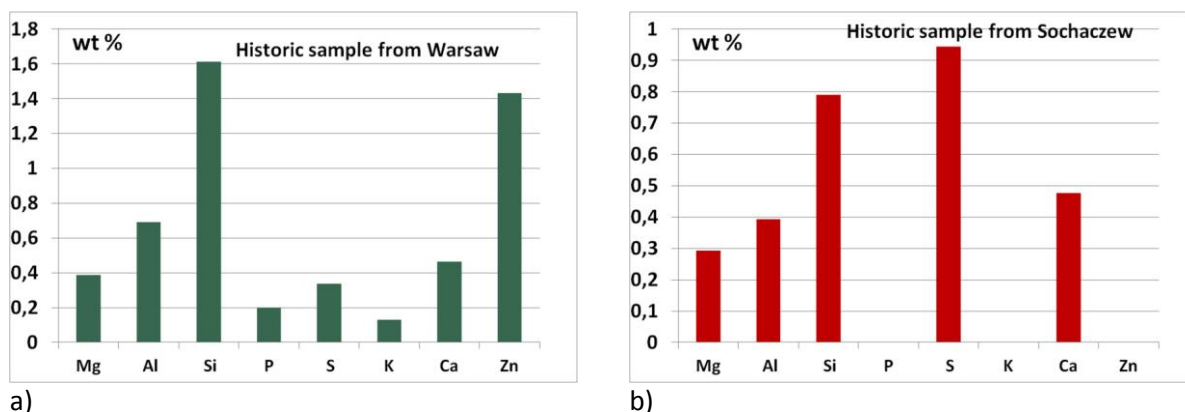 wt %
Historic sample from Warsaw
1,8
1,6
1,4
1,2
1
0,8
0,6
0,4
0,2
0
Mg Al Si P S K Ca Zn
a)
wt %
Historic sample from Sochaczew
1
0,9
0,8
0,7
0,6
0,5
0,4
0,3
0,2
0,1
0
Mg Al Si P S K Ca Zn
b)